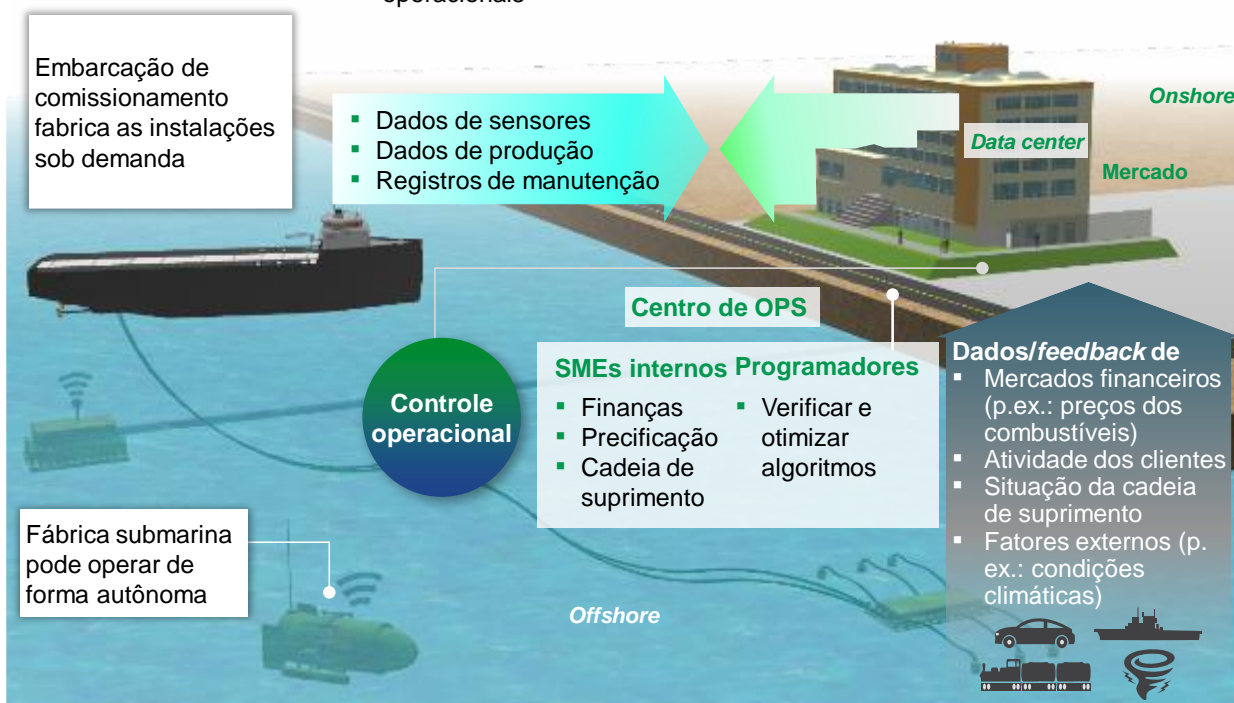 operacionais
Embarcação de
comissionamento
fabrica as instalações
sob demanda
▪ Dados de sensores
▪ Dados de produção
▪ Registros de manutenção
Onshore
Data center
Mercado
Centro de OPS
Controle
operacional
SMEs internos
▪ Finanças
▪ Precificação
▪ Cadeia de
suprimento
Programadores
▪ Verificar e
otimizar
algoritmos
Dados/feedback de
▪ Mercados financeiros
(p.ex.: preços dos
combustíveis)
▪ Atividade dos clientes
▪ Situação da cadeia
de suprimento
▪ Fatores externos (p.
ex.: condições
climáticas)
Fábrica submarina
pode operar de
forma autônoma
Offshore